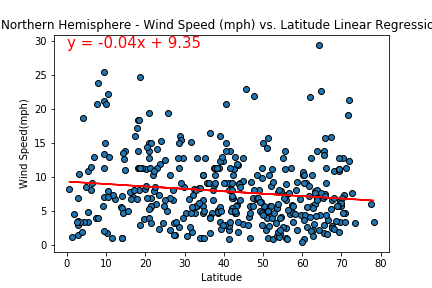 Northern Hemisphere - Wind Speed (mph) vs. Latitude Linear Regressio
y = -0.04x + 9.35
30
25
20
15
10
5
0
Wind Speed(mph)
0 10 20 30 40 50 60 70 80
Latitude